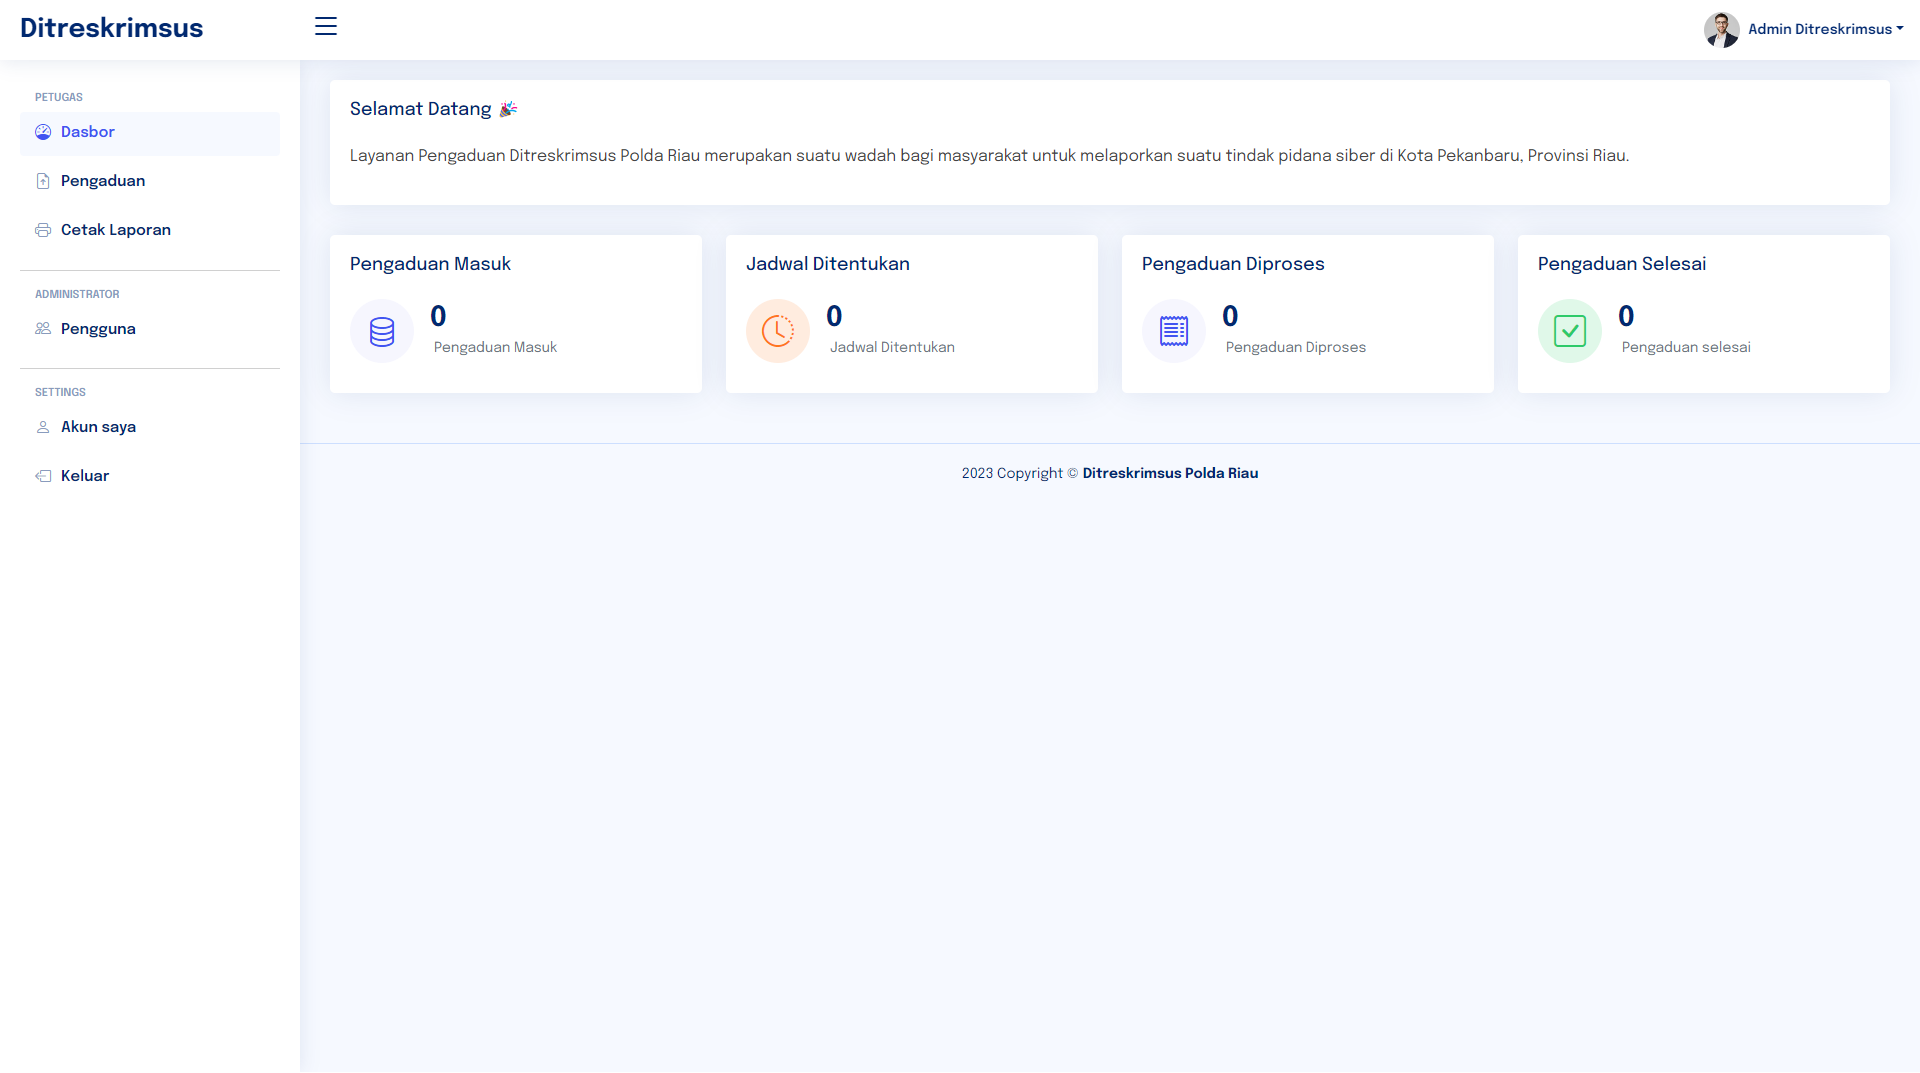 Ditreskrimsus
Admin Ditreskrimsus
PETUGAS
Dasbor
Pengaduan
Cetak Laporan
ADMINISTRATOR
Pengguna
SETTINGS
Akun saya
Keluar
Selamat Datang 🎉
Layanan Pengaduan Ditreskrimsus Polda Riau merupakan suatu wadah bagi masyarakat untuk melaporkan suatu tindak pidana siber di Kota Pekanbaru, Provinsi Riau.
Pengaduan Masuk
0
Pengaduan Masuk
Jadwal Ditentukan
0
Jadwal Ditentukan
Pengaduan Diproses
0
Pengaduan Diproses
Pengaduan Selesai
0
Pengaduan selesai
2023 Copyright © Ditreskrimsus Polda Riau